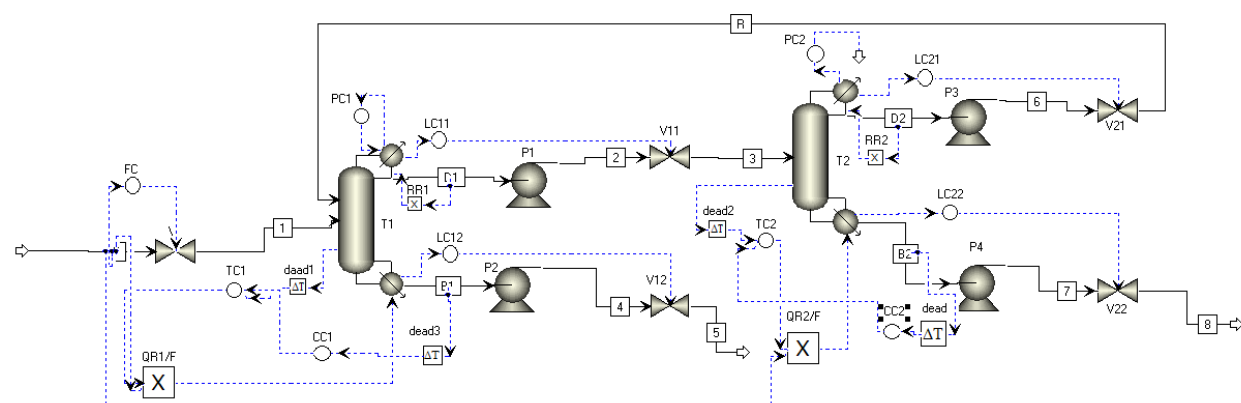 R
PC2
LC21
P3
6
V21
D2
RR2
X
T2
PC1
LC11
V11
P1
2
3
D1
RR1
X
FC
1
T1
dead2
ΔT
TC2
LC22
B2
P4
7
V22
8
LC12
P2
V12
4
5
B1
daad1
ΔT
TC1
CC1
dead3
ΔT
QR1/F
X
QR2/F
X
CC2
dead
ΔT